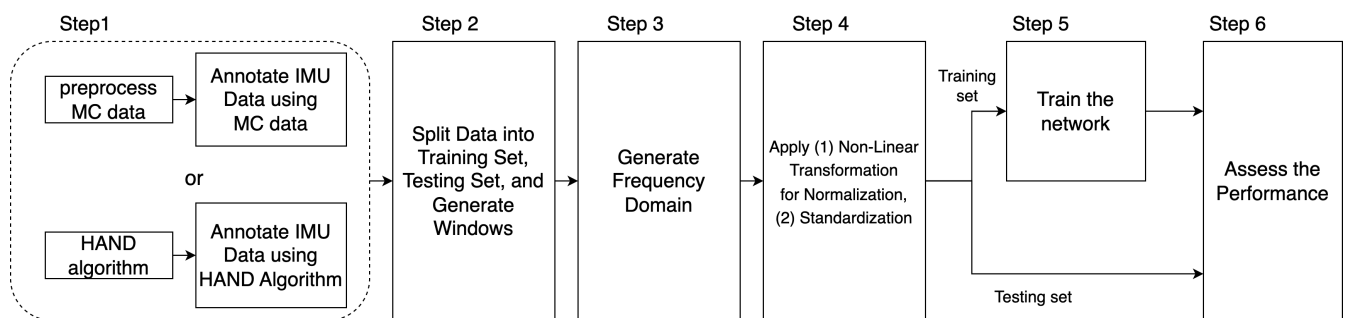 Step1
Step 2
Step 3
Step 4
Step 5
Step 6
preprocess
MC data
Annotate IMU
Data using
MC data
or
HAND
algorithm
Annotate IMU
Data using
HAND Algorithm
Split Data into
Training Set,
Testing Set, and
Generate
Windows
Generate
Frequency
Domain
Apply (1) Non-Linear
Transformation
for Normalization,
(2) Standardization
Training
set
Train the
network
Testing set
Assess the
Performance